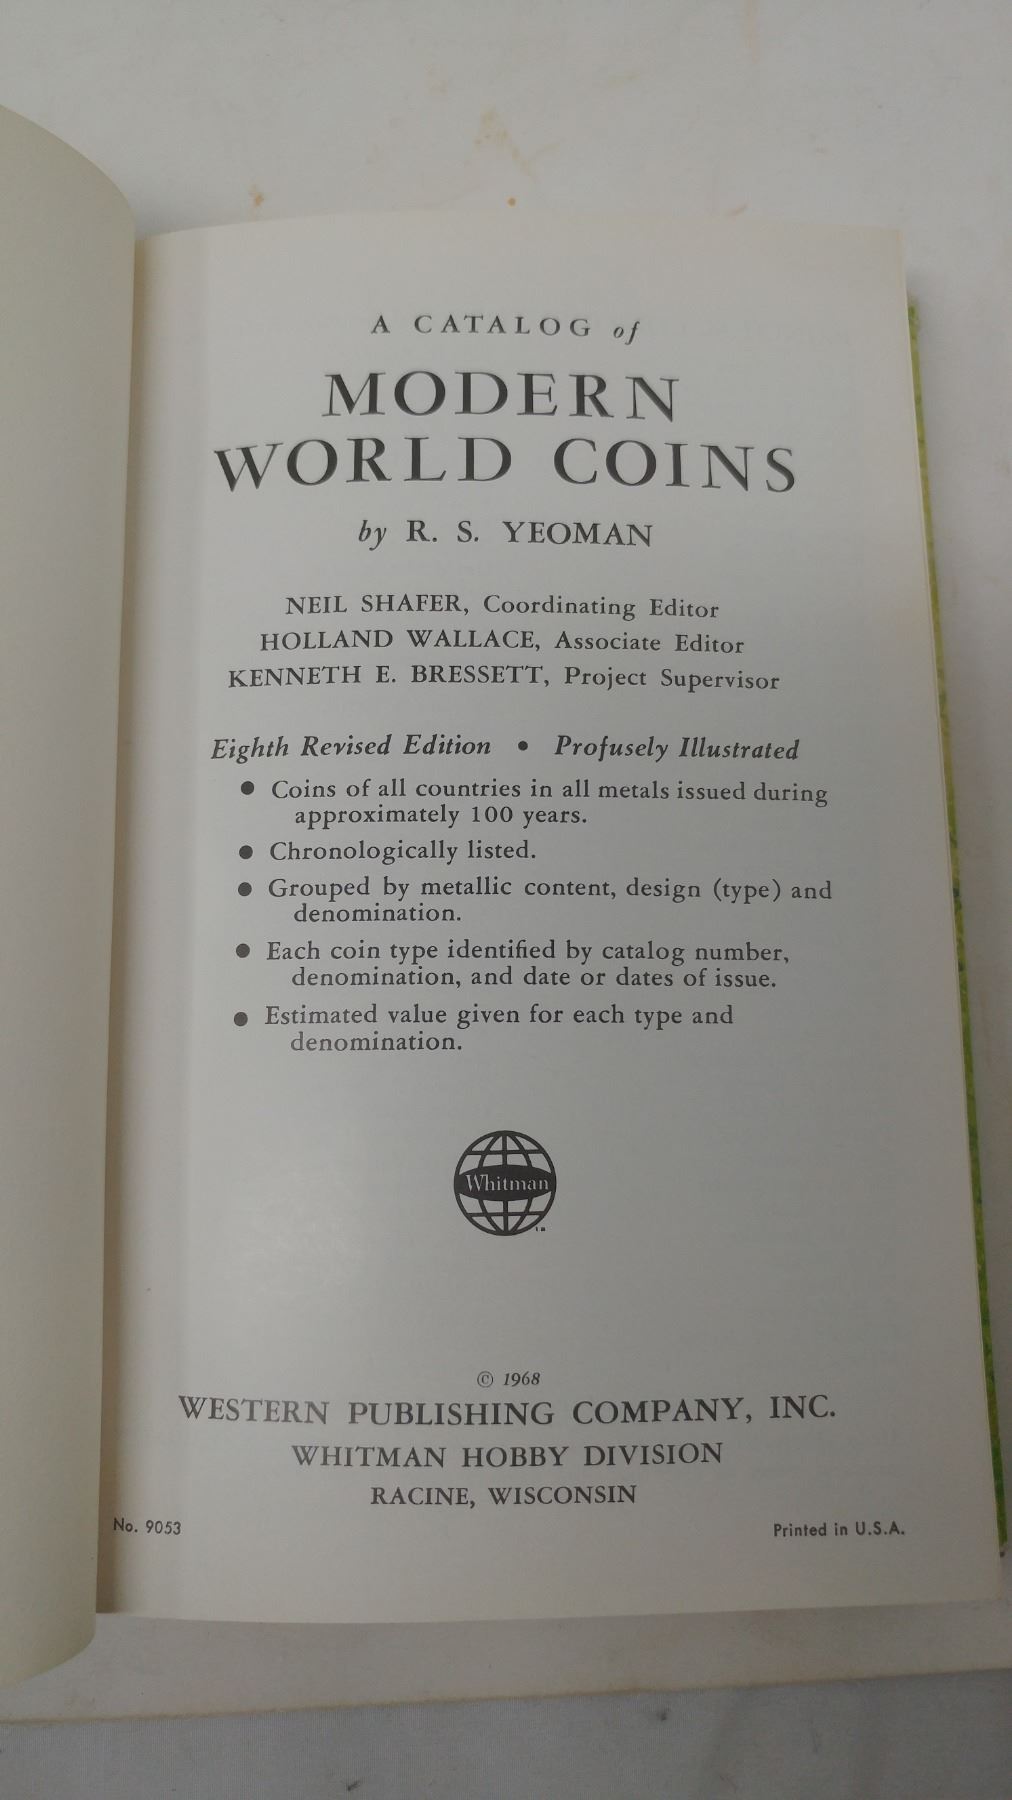 A CATALOG of
MODERN
WORLD COINS
by R. S. YEOMAN
NEIL SHAFER, Coordinating Editor
HOLLAND WALLACE, Associate Editor
KENNETH E. BRESSETT, Project Supervisor
Eighth Revised Edition • Profusely Illustrated
• Coins of all countries in all metals issued during
approximately 100 years.
• Chronologically listed.
• Grouped by metallic content, design (type) and
denomination.
• Each coin type identified by catalog number,
denomination, and date or dates of issue.
• Estimated value given for each type and
denomination.
Whitman
© 1968
WESTERN PUBLISHING COMPANY, INC.
WHITMAN HOBBY DIVISION
RACINE, WISCONSIN
No. 9053
Printed in U.S.A.